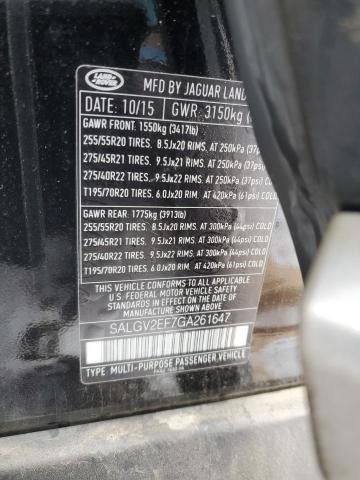 LAND
ROVER
MFD BY JAGUAR LAND
DATE: 10/15 GWR: 3150kg
GAWR FRONT: 1550kg (3417lb)
255/55R20 TIRES. 8.5Jx20 RIMS. AT 250kPa (37psi)
275/45R21 TIRES. 9.5Jx21 RIMS. AT 250kPa (37psi)
275/40R22 TIRES. 9.5Jx22 RIMS. AT 250kPa (37psi)
T195/70R20 TIRES. 6.0Jx20 RIM. AT 420kPa (61psi) COLD
GAWR REAR: 1775kg (3913lb)
255/55R20 TIRES. 8.5Jx20 RIMS. AT 300kPa (44psi) COLD
275/45R21 TIRES. 9.5Jx21 RIMS. AT 300kPa (44psi) COLD
275/40R22 TIRES. 9.5Jx22 RIMS. AT 300kPa (44psi) COLD
T195/70R20 TIRES. 6.0Jx20 RIM. AT 420kPa (61psi) COLD
THIS VEHICLE CONFORMS TO ALL APPLICABLE
U.S. FEDERAL MOTOR VEHICLE SAFETY
STANDARDS IN EFFECT ON THE DATE OF
MANUFACTURE SHOWN ABOVE.
SALGV2EF7GA261647
TYPE: MULTI-PURPOSE PASSENGER VEHICLE